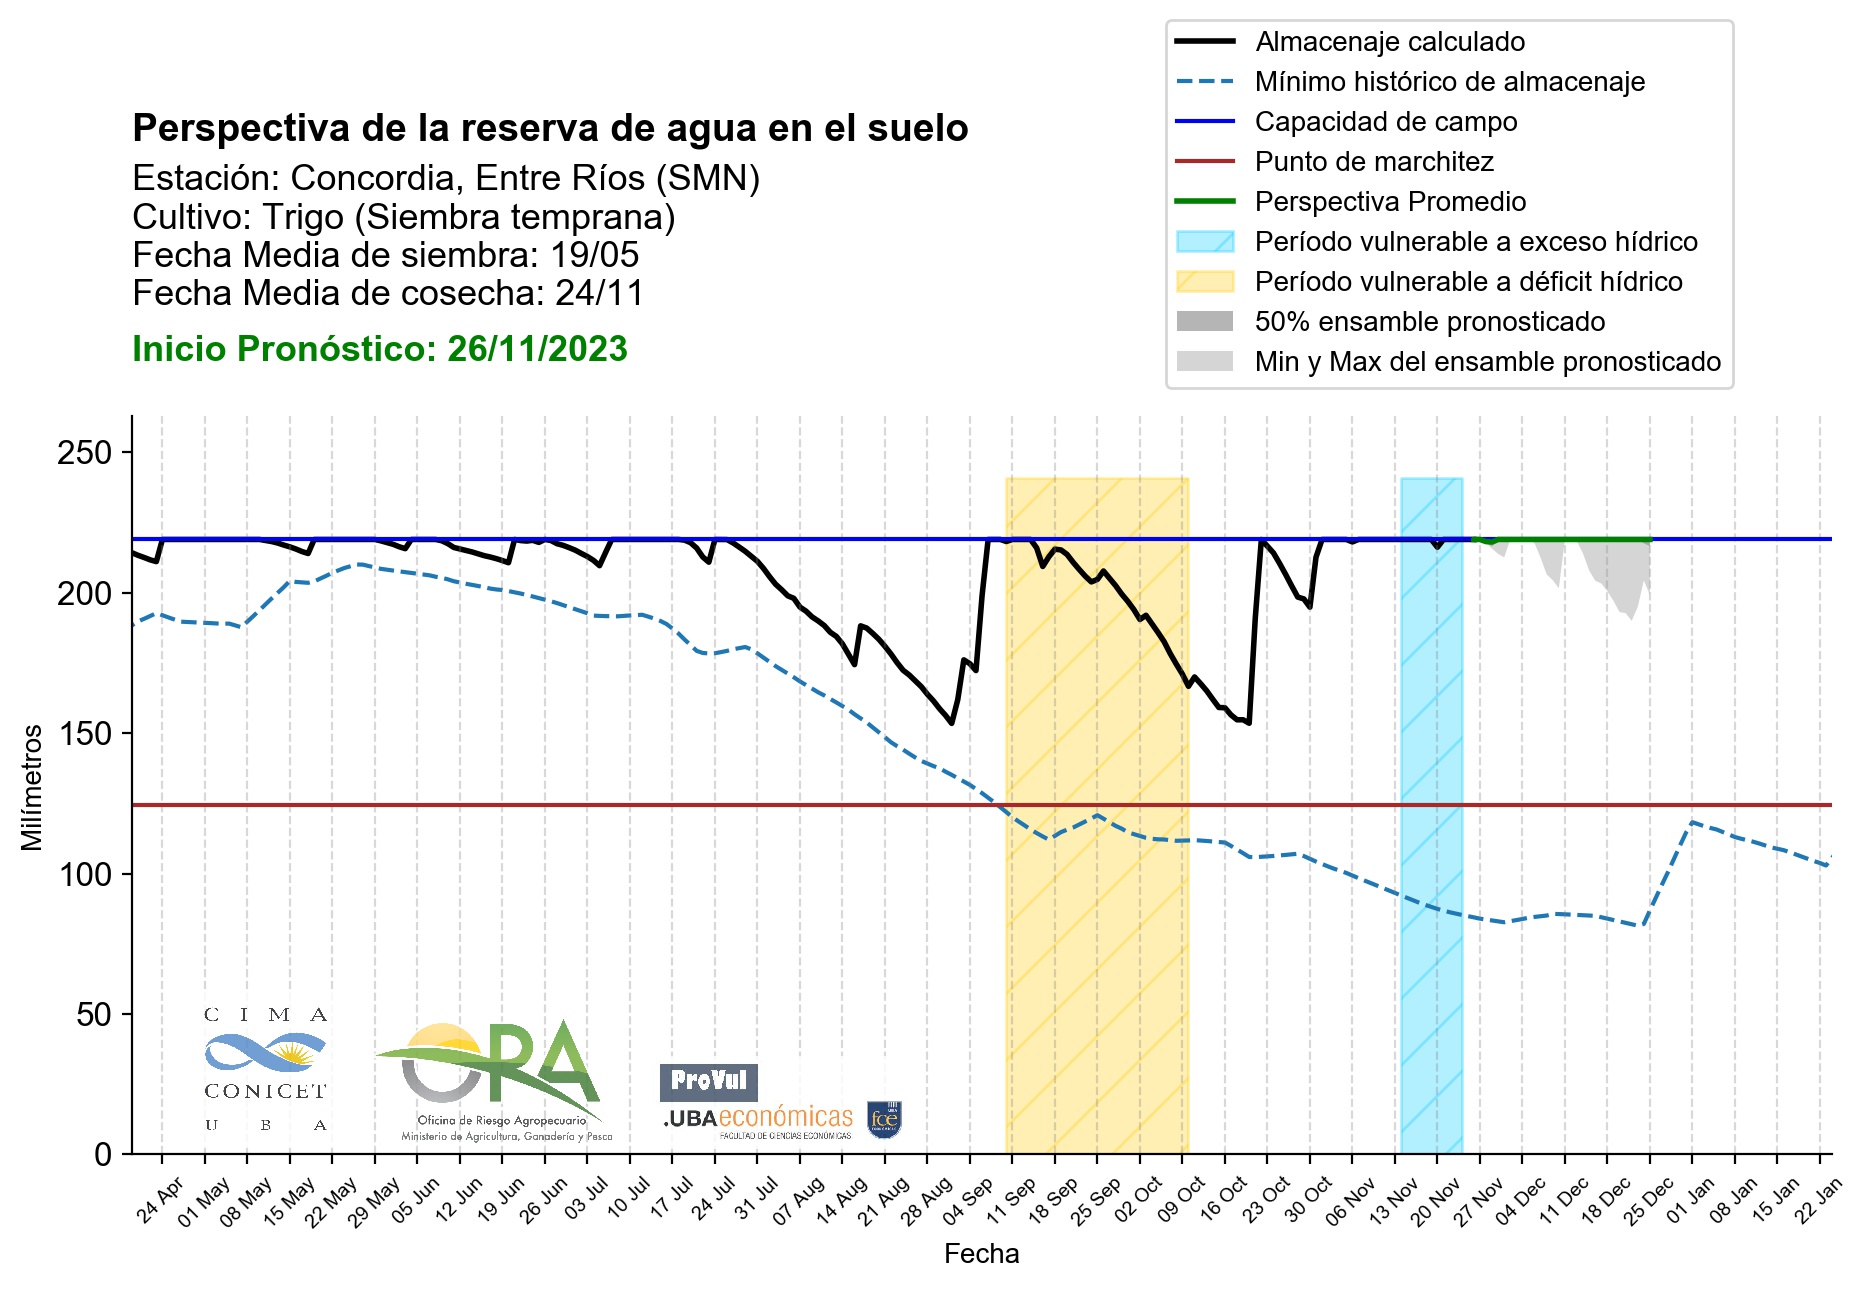 Almacenaje calculado
Mínimo histórico de almacenaje
Capacidad de campo
Punto de marchitez
Perspectiva Promedio
Período vulnerable a exceso hídrico
Período vulnerable a déficit hídrico
50% ensamble pronosticado
Min y Max del ensamble pronosticado
Perspectiva de la reserva de agua en el suelo
Estación: Concordia, Entre Ríos (SMN)
Cultivo: Trigo (Siembra temprana)
Fecha Media de siembra: 19/05
Fecha Media de cosecha: 24/11
Inicio Pronóstico: 26/11/2023
250
200
150
100
50
0
Milímetros
C I M A
CONICET
U B A
OPA
Oficina de Riesgo Agropecuario
Ministerio de Agricultura, Ganadería y Pesca
ProVul
.UBAeconómicas
FACULTAD DE CIENCIAS ECONÓMICAS
UBA
fce
ECONÓMICAS
24 Apr
01 May
08 May
15 May
22 May
29 May
05 Jun
12 Jun
19 Jun
26 Jun
03 Jul
10 Jul
17 Jul
24 Jul
31 Jul
07 Aug
14 Aug
21 Aug
28 Aug
04 Sep
11 Sep
18 Sep
25 Sep
02 Oct
09 Oct
16 Oct
23 Oct
30 Oct
06 Nov
13 Nov
20 Nov
27 Nov
04 Dec
11 Dec
18 Dec
25 Dec
01 Jan
08 Jan
15 Jan
22 Jan
Fecha